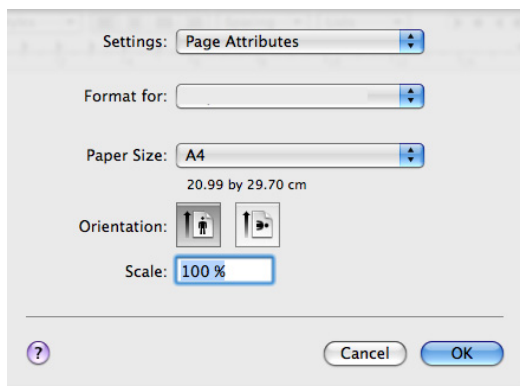 Settings: Page Attributes
Format for:
Paper Size: A4
20.99 by 29.70 cm
Orientation:
Scale: 100 %
? Cancel OK